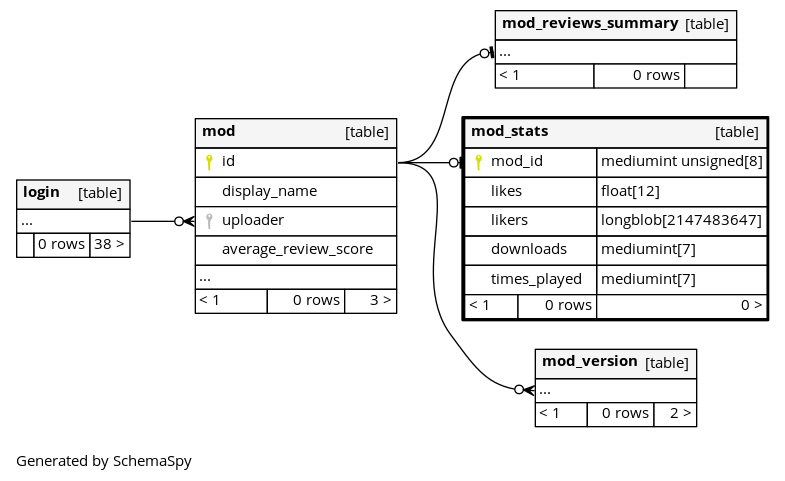 mod_reviews_summary [table]
...
< 1 0 rows
mod [table]
id
display_name
uploader
average_review_score
...
< 1 0 rows 3 >
mod_stats [table]
mod_id mediumint unsigned[8]
likes float[12]
likers longblob[2147483647]
downloads mediumint[7]
times_played mediumint[7]
< 1 0 rows 0 >
login [table]
...
0 rows 38 >
mod_version [table]
...
< 1 0 rows 2 >
Generated by SchemaSpy